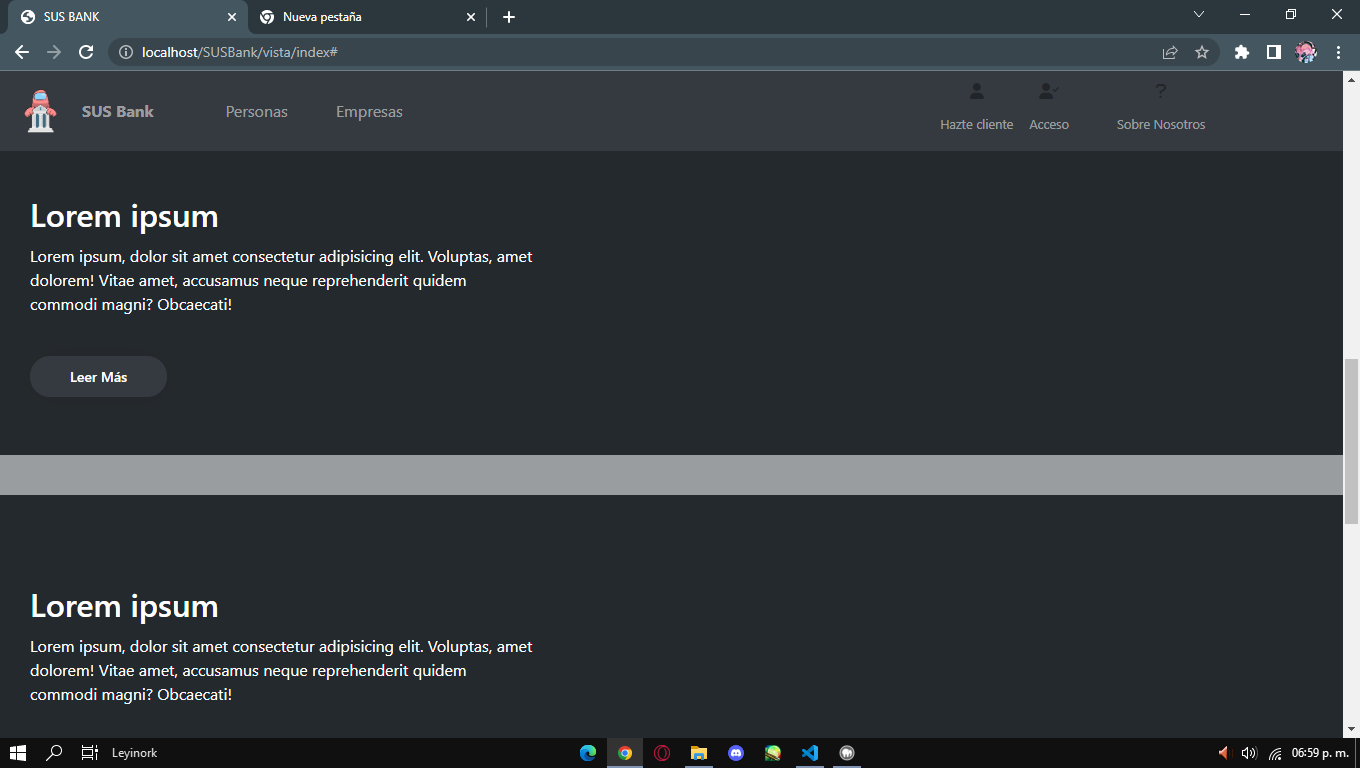 SUS BANK
Nueva pestaña
localhost/SUSBank/vista/index#
SUS Bank
Personas
Empresas
Hazte cliente
Acceso
?
Sobre Nosotros
Lorem ipsum
Lorem ipsum, dolor sit amet consectetur adipisicing elit. Voluptas, amet
dolorem! Vitae amet, accusamus neque reprehenderit quidem
commodi magni? Obcaecati!
Leer Más
Lorem ipsum
Lorem ipsum, dolor sit amet consectetur adipisicing elit. Voluptas, amet
dolorem! Vitae amet, accusamus neque reprehenderit quidem
commodi magni? Obcaecati!
Leyinork
06:59 p. m.